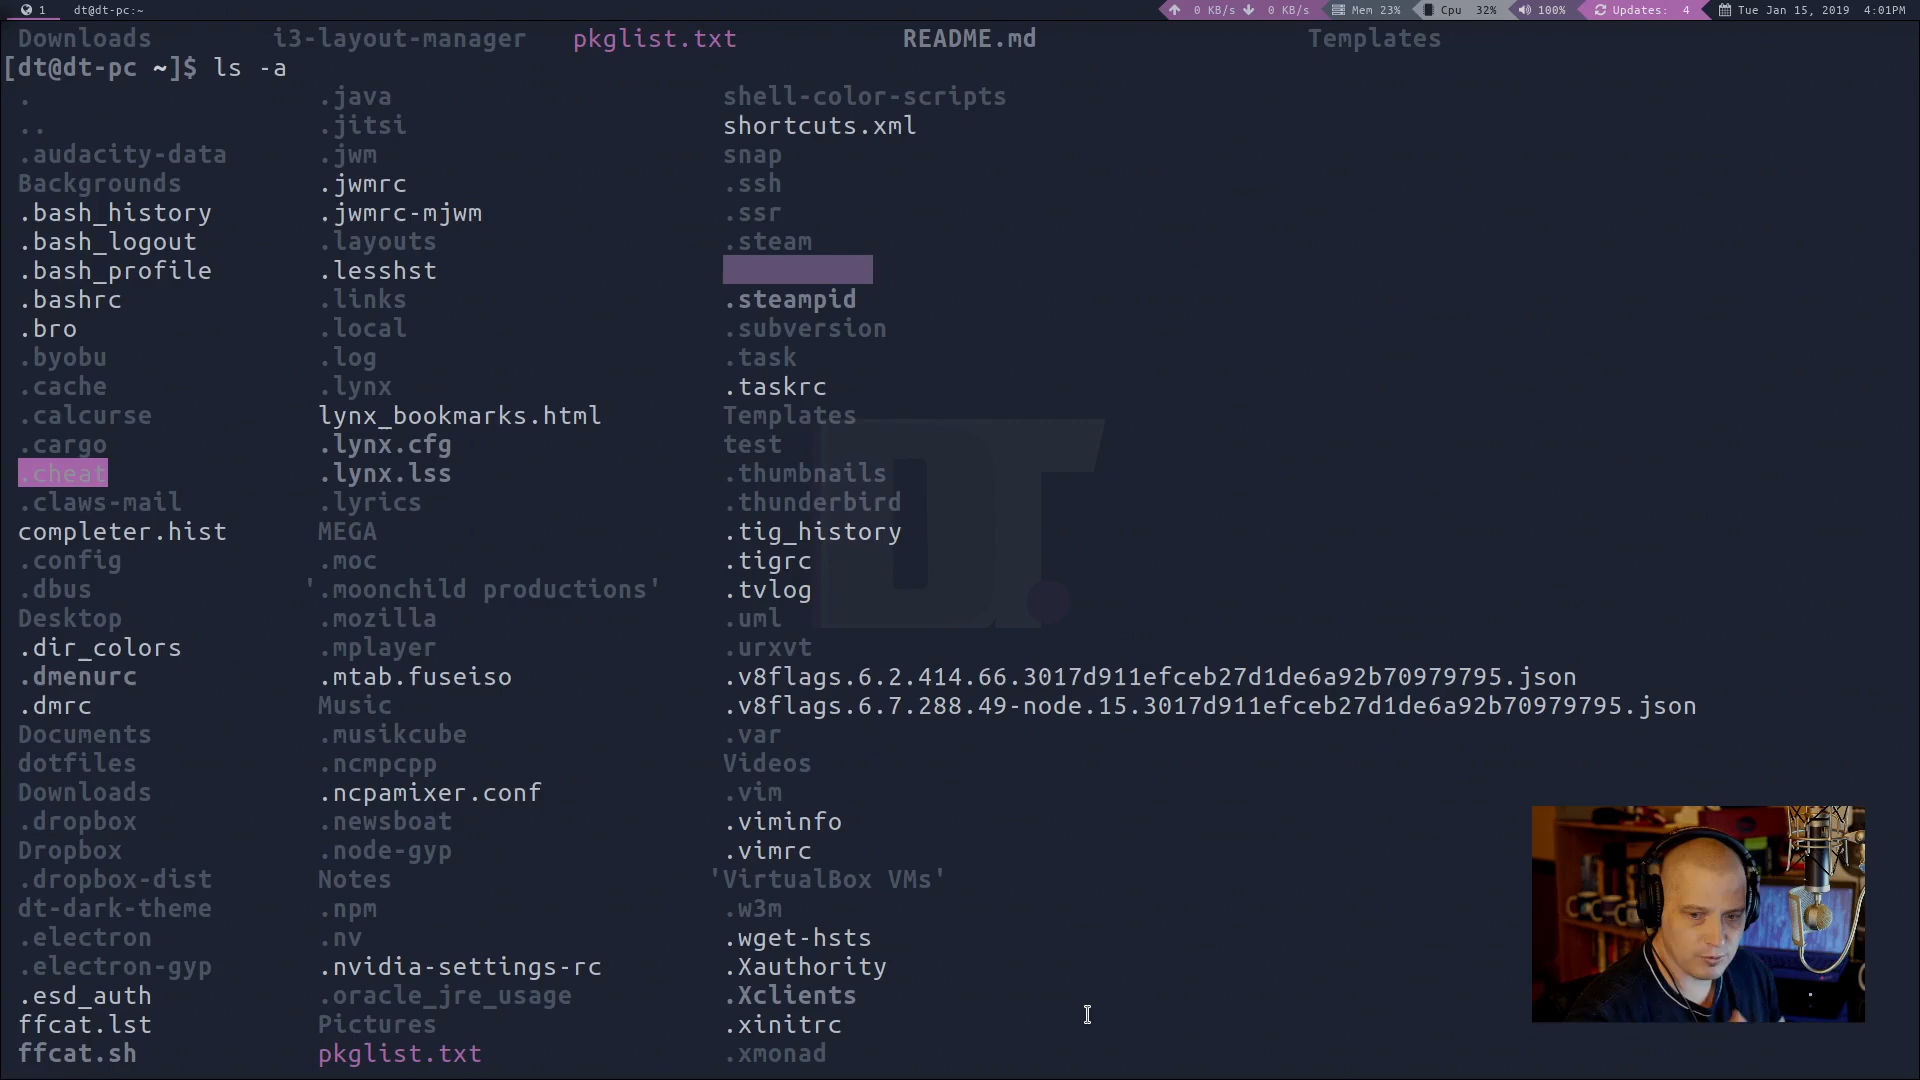 1 dt@dt-pc:~ 0 KB/s 0 KB/s Mem 23% Cpu 32% 100% Updates: 4 Tue Jan 15, 2019 4:01PM
Downloads i3-layout-manager pkglist.txt README.md Templates
[dt@dt-pc ~]$ ls -a
. .java shell-color-scripts
.. .jitsi shortcuts.xml
.audacity-data .jwm snap
Backgrounds .jwmrc .ssh
.bash_history .jwmrc-mjwm .ssr
.bash_logout .layouts .steam
.bash_profile .lesshst
.bashrc .links .steampid
.bro .local .subversion
.byobu .log .task
.cache .lynx .taskrc
.calcurse lynx_bookmarks.html Templates
.cargo .lynx.cfg test
.cheat .lynx.lss .thumbnails
.claws-mail .lyrics .thunderbird
completer.hist MEGA .tig_history
.config .moc .tigrc
.dbus '.moonchild productions' .tvlog
Desktop .mozilla .uml
.dir_colors .mplayer .urxvt
.dmenurc .mtab.fuseiso .v8flags.6.2.414.66.3017d911efceb27d1de6a92b70979795.json
.dmrc Music .v8flags.6.7.288.49-node.15.3017d911efceb27d1de6a92b70979795.json
Documents .musikcube .var
dotfiles .ncmpcpp Videos
Downloads .ncpamixer.conf .vim
.dropbox .newsboat .viminfo
Dropbox .node-gyp .vimrc
.dropbox-dist Notes 'VirtualBox VMs'
dt-dark-theme .npm .w3m
.electron .nv .wget-hsts
.electron-gyp .nvidia-settings-rc .Xauthority
.esd_auth .oracle_jre_usage .Xclients
ffcat.lst Pictures .xinitrc
ffcat.sh pkglist.txt .xmonad
DT.